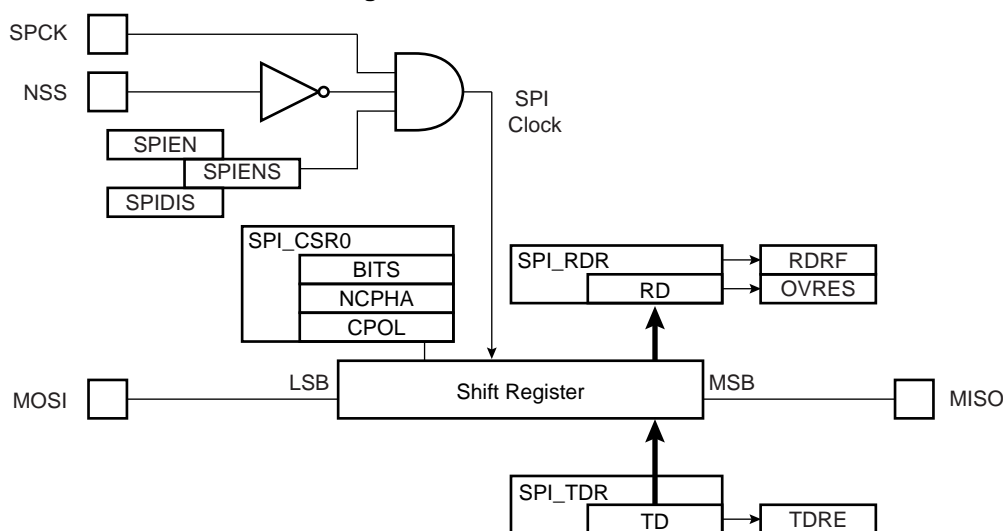 SPCK
NSS
SPI
Clock
SPIEN
SPIENS
SPIDIS
SPI_CSR0
BITS
NCPHA
CPOL
SPI_RDR
RD
RDRF
OVRES
MOSI
LSB
Shift Register
MSB
MISO
SPI_TDR
TD
TDRE